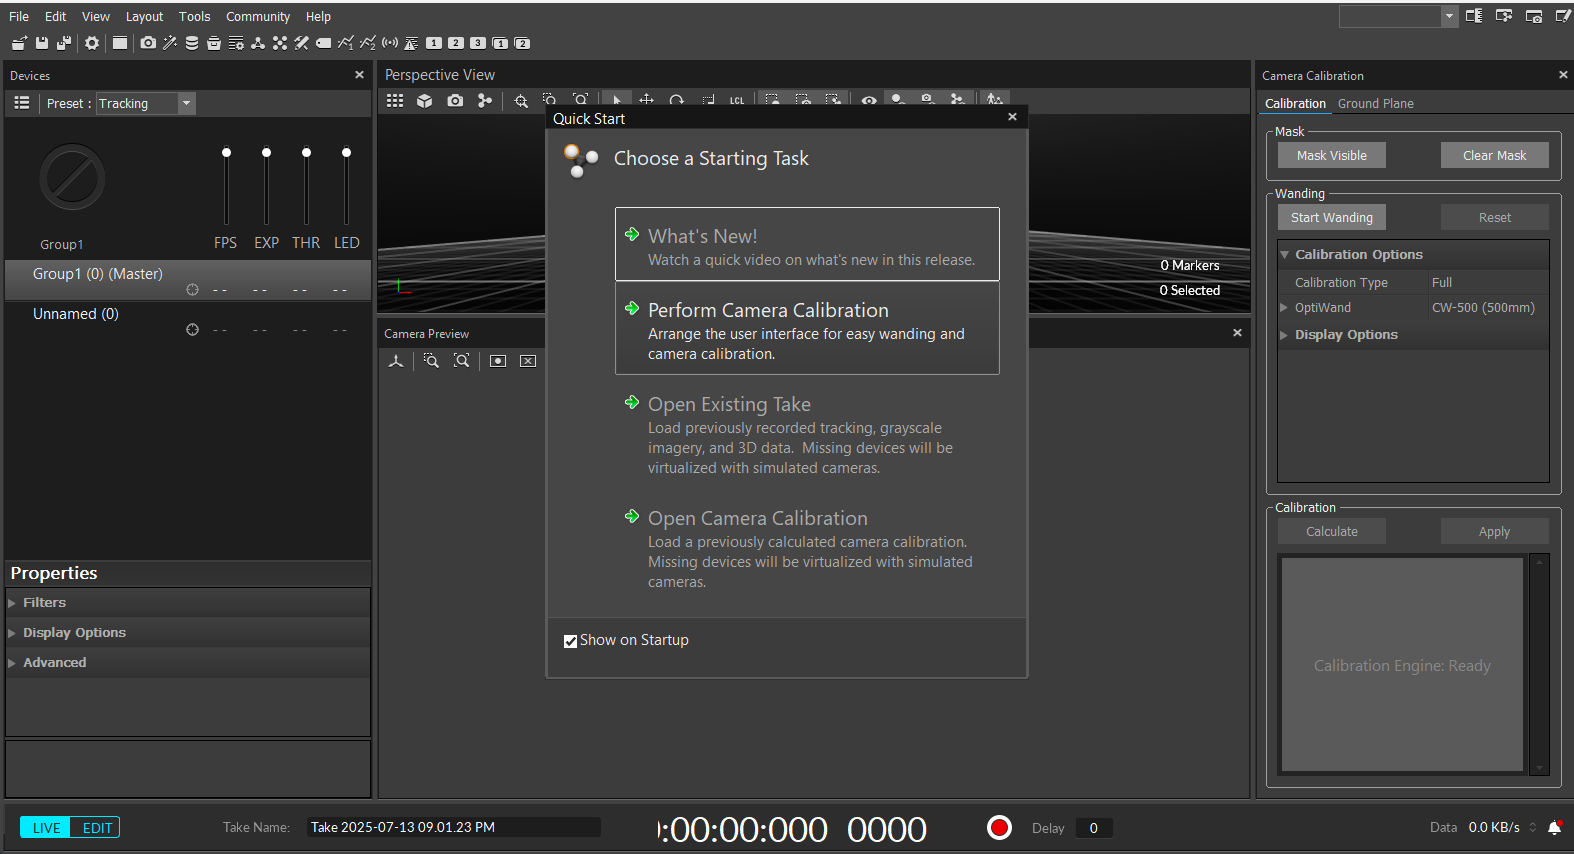 File Edit View Layout Tools Community Help
1 2 3 1 2
Devices
Preset : Tracking
Group1 FPS EXP THR LED
Group1 (0) (Master)
-- -- -- --
Unnamed (0)
-- -- -- --
Properties
Filters
Display Options
Advanced
Perspective View
LCL
0 Markers
0 Selected
Camera Preview
Quick Start
Choose a Starting Task
What's New!
Watch a quick video on what's new in this release.
Perform Camera Calibration
Arrange the user interface for easy wanding and
camera calibration.
Open Existing Take
Load previously recorded tracking, grayscale
imagery, and 3D data. Missing devices will be
virtualized with simulated cameras.
Open Camera Calibration
Load a previously calculated camera calibration.
Missing devices will be virtualized with simulated
cameras.
Show on Startup
Camera Calibration
Calibration Ground Plane
Mask
Mask Visible Clear Mask
Wanding
Start Wanding Reset
Calibration Options
Calibration Type Full
OptiWand CW-500 (500mm)
Display Options
Calibration
Calculate Apply
Calibration Engine: Ready
LIVE EDIT Take Name: Take 2025-07-13 09.01.23 PM :00:00:000 0000 Delay 0 Data 0.0 KB/s